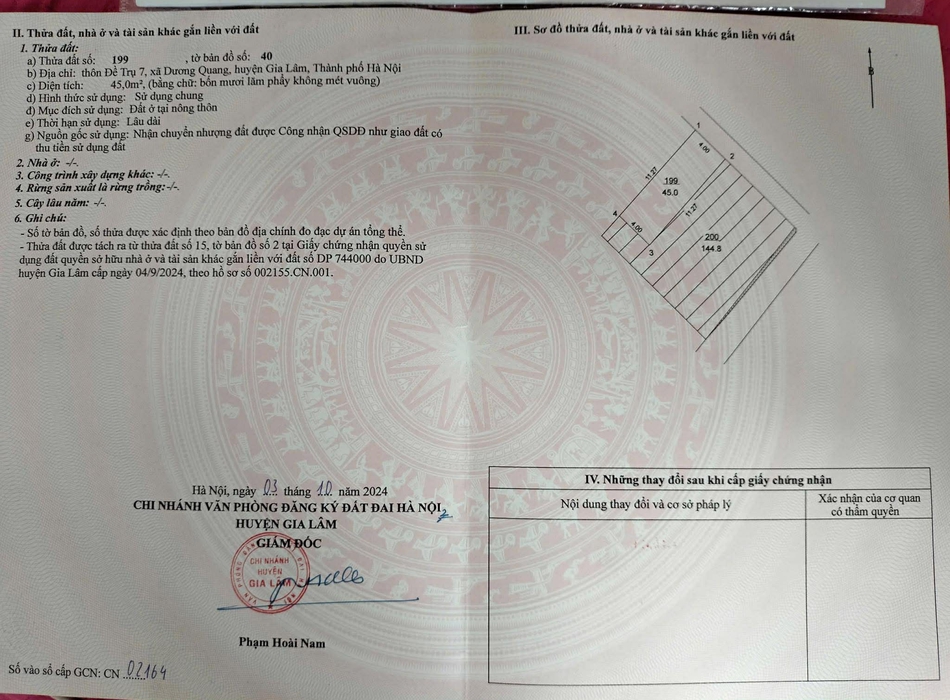 II. Thửa đất, nhà ở và tài sản khác gắn liền với đất
1. Thửa đất:
a) Thửa đất số: 199 , tờ bản đồ số: 40
b) Địa chỉ: thôn Đề Trụ 7, xã Dương Quang, huyện Gia Lâm, Thành phố Hà Nội
c) Diện tích: 45,0m², (bằng chữ: bốn mươi lăm phẩy không mét vuông)
d) Hình thức sử dụng: Sử dụng chung
đ) Mục đích sử dụng: Đất ở tại nông thôn
e) Thời hạn sử dụng: Lâu dài
g) Nguồn gốc sử dụng: Nhận chuyển nhượng đất được Công nhận QSDĐ như giao đất có
thu tiền sử dụng đất
2. Nhà ở: -/-.
3. Công trình xây dựng khác: -/-.
4. Rừng sản xuất là rừng trồng:-/-.
5. Cây lâu năm: -/-.
6. Ghi chú:
- Số tờ bản đồ, số thửa được xác định theo bản đồ địa chính đo đạc dự án tổng thể.
- Thửa đất được tách ra từ thửa đất số 15, tờ bản đồ số 2 tại Giấy chứng nhận quyền sử
dụng đất quyền sở hữu nhà ở và tài sản khác gắn liền với đất số DP 744000 do UBND
huyện Gia Lâm cấp ngày 04/9/2024, theo hồ sơ số 002155.CN.001.
Hà Nội, ngày 03 tháng 10 năm 2024
CHI NHÁNH VĂN PHÒNG ĐĂNG KÝ ĐẤT ĐAI HÀ NỘI
HUYỆN GIA LÂM
GIÁM ĐỐC
CHI NHÁNH
HUYỆN
GIA LÂM
Phạm Hoài Nam
Số vào sổ cấp GCN: CN 02164
III. Sơ đồ thửa đất, nhà ở và tài sản khác gắn liền với đất
B
1
4.00
2
11.27
199
45.0
11.27
4
4.00
3
200
144.8
IV. Những thay đổi sau khi cấp giấy chứng nhận
Nội dung thay đổi và cơ sở pháp lý
Xác nhận của cơ quan
có thẩm quyền